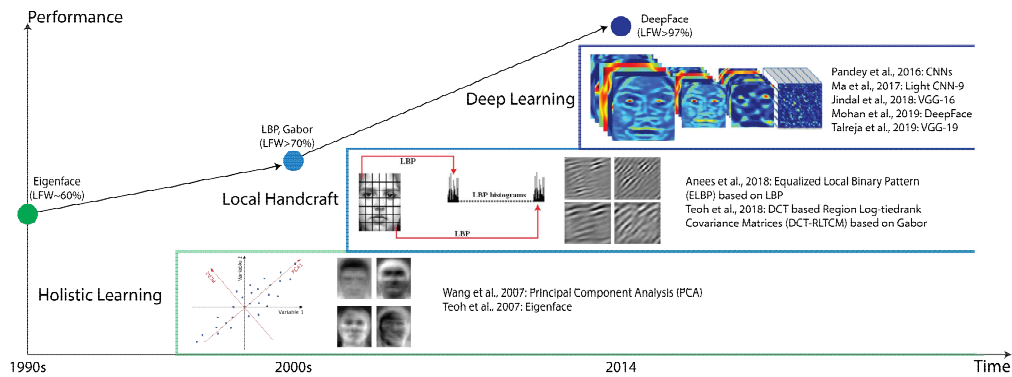 Performance
DeepFace
(LFW>97%)
Deep Learning
Pandey et al., 2016: CNNs
Ma et al., 2017: Light CNN-9
Jindal et al., 2018: VGG-16
Mohan et al., 2019: DeepFace
Talreja et al., 2019: VGG-19
LBP, Gabor
(LFW>70%)
Eigenface
(LFW~60%)
Local Handcraft
LBP
LBP histograms
LBP
Anees et al., 2018: Equalized Local Binary Pattern
(ELBP) based on LBP
Teoh et al., 2018: DCT based Region Log-tiedrank
Covariance Matrices (DCT-RLTCM) based on Gabor
Holistic Learning
Variable 2
PCA1
Variable 1
Wang et al., 2007: Principal Component Analysis (PCA)
Teoh et al., 2007: Eigenface
1990s
2000s
2014
Time